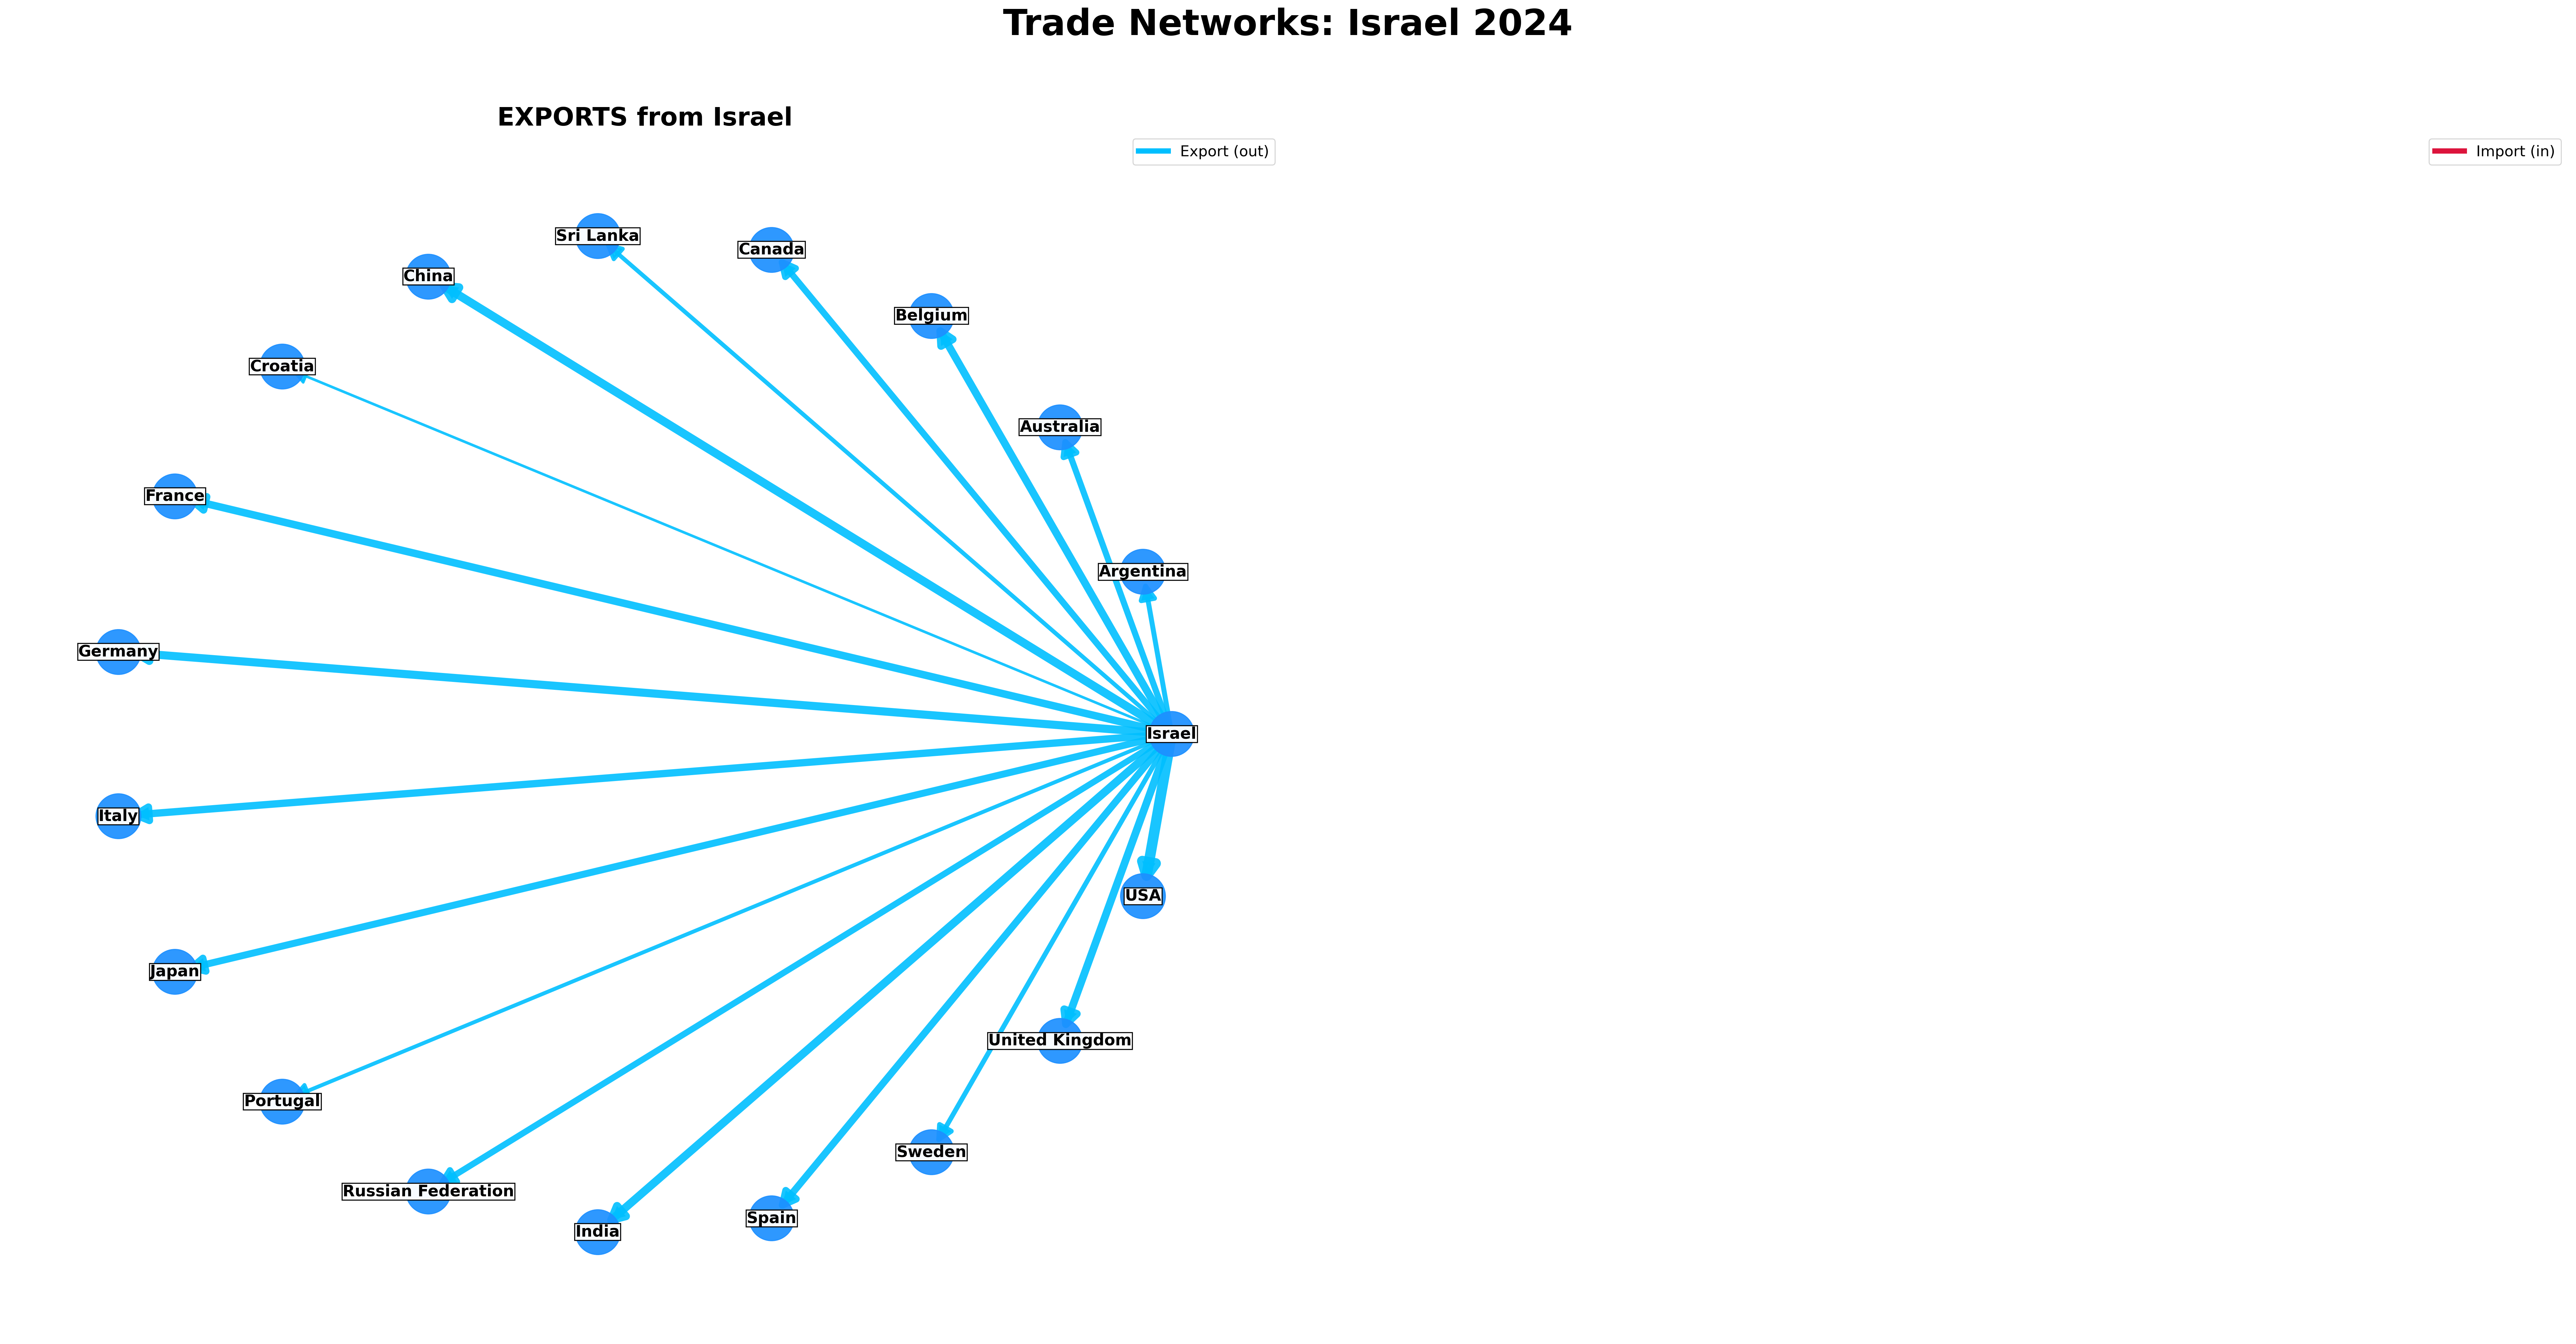 Trade Networks: Israel 2024
EXPORTS from Israel
Export (out)
Import (in)
Sri Lanka
Canada
China
Belgium
Croatia
Australia
France
Argentina
Germany
Israel
Italy
USA
Japan
United Kingdom
Portugal
Sweden
Russian Federation
Spain
India